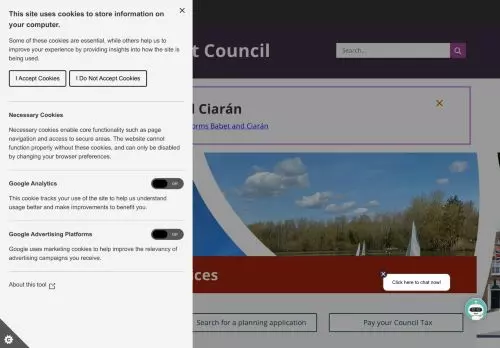 This site uses cookies to store information on
your computer.
Some of these cookies are essential, while others help us to
improve your experience by providing insights into how the site is
being used.
I Accept Cookies
I Do Not Accept Cookies
Necessary Cookies
Necessary cookies enable core functionality such as page
navigation and access to secure areas. The website cannot
function properly without these cookies, and can only be disabled
by changing your browser preferences.
Google Analytics
Off
This cookie tracks your use of the site to help us understand
usage better and make improvements to benefit you.
Google Advertising Platforms
Off
Google uses marketing cookies to help improve the relevancy of
advertising campaigns you receive.
About this tool
t Council
Search...
d Ciarán
orms Babet and Ciarán
ices
Click here to chat now!
Search for a planning application
Pay your Council Tax